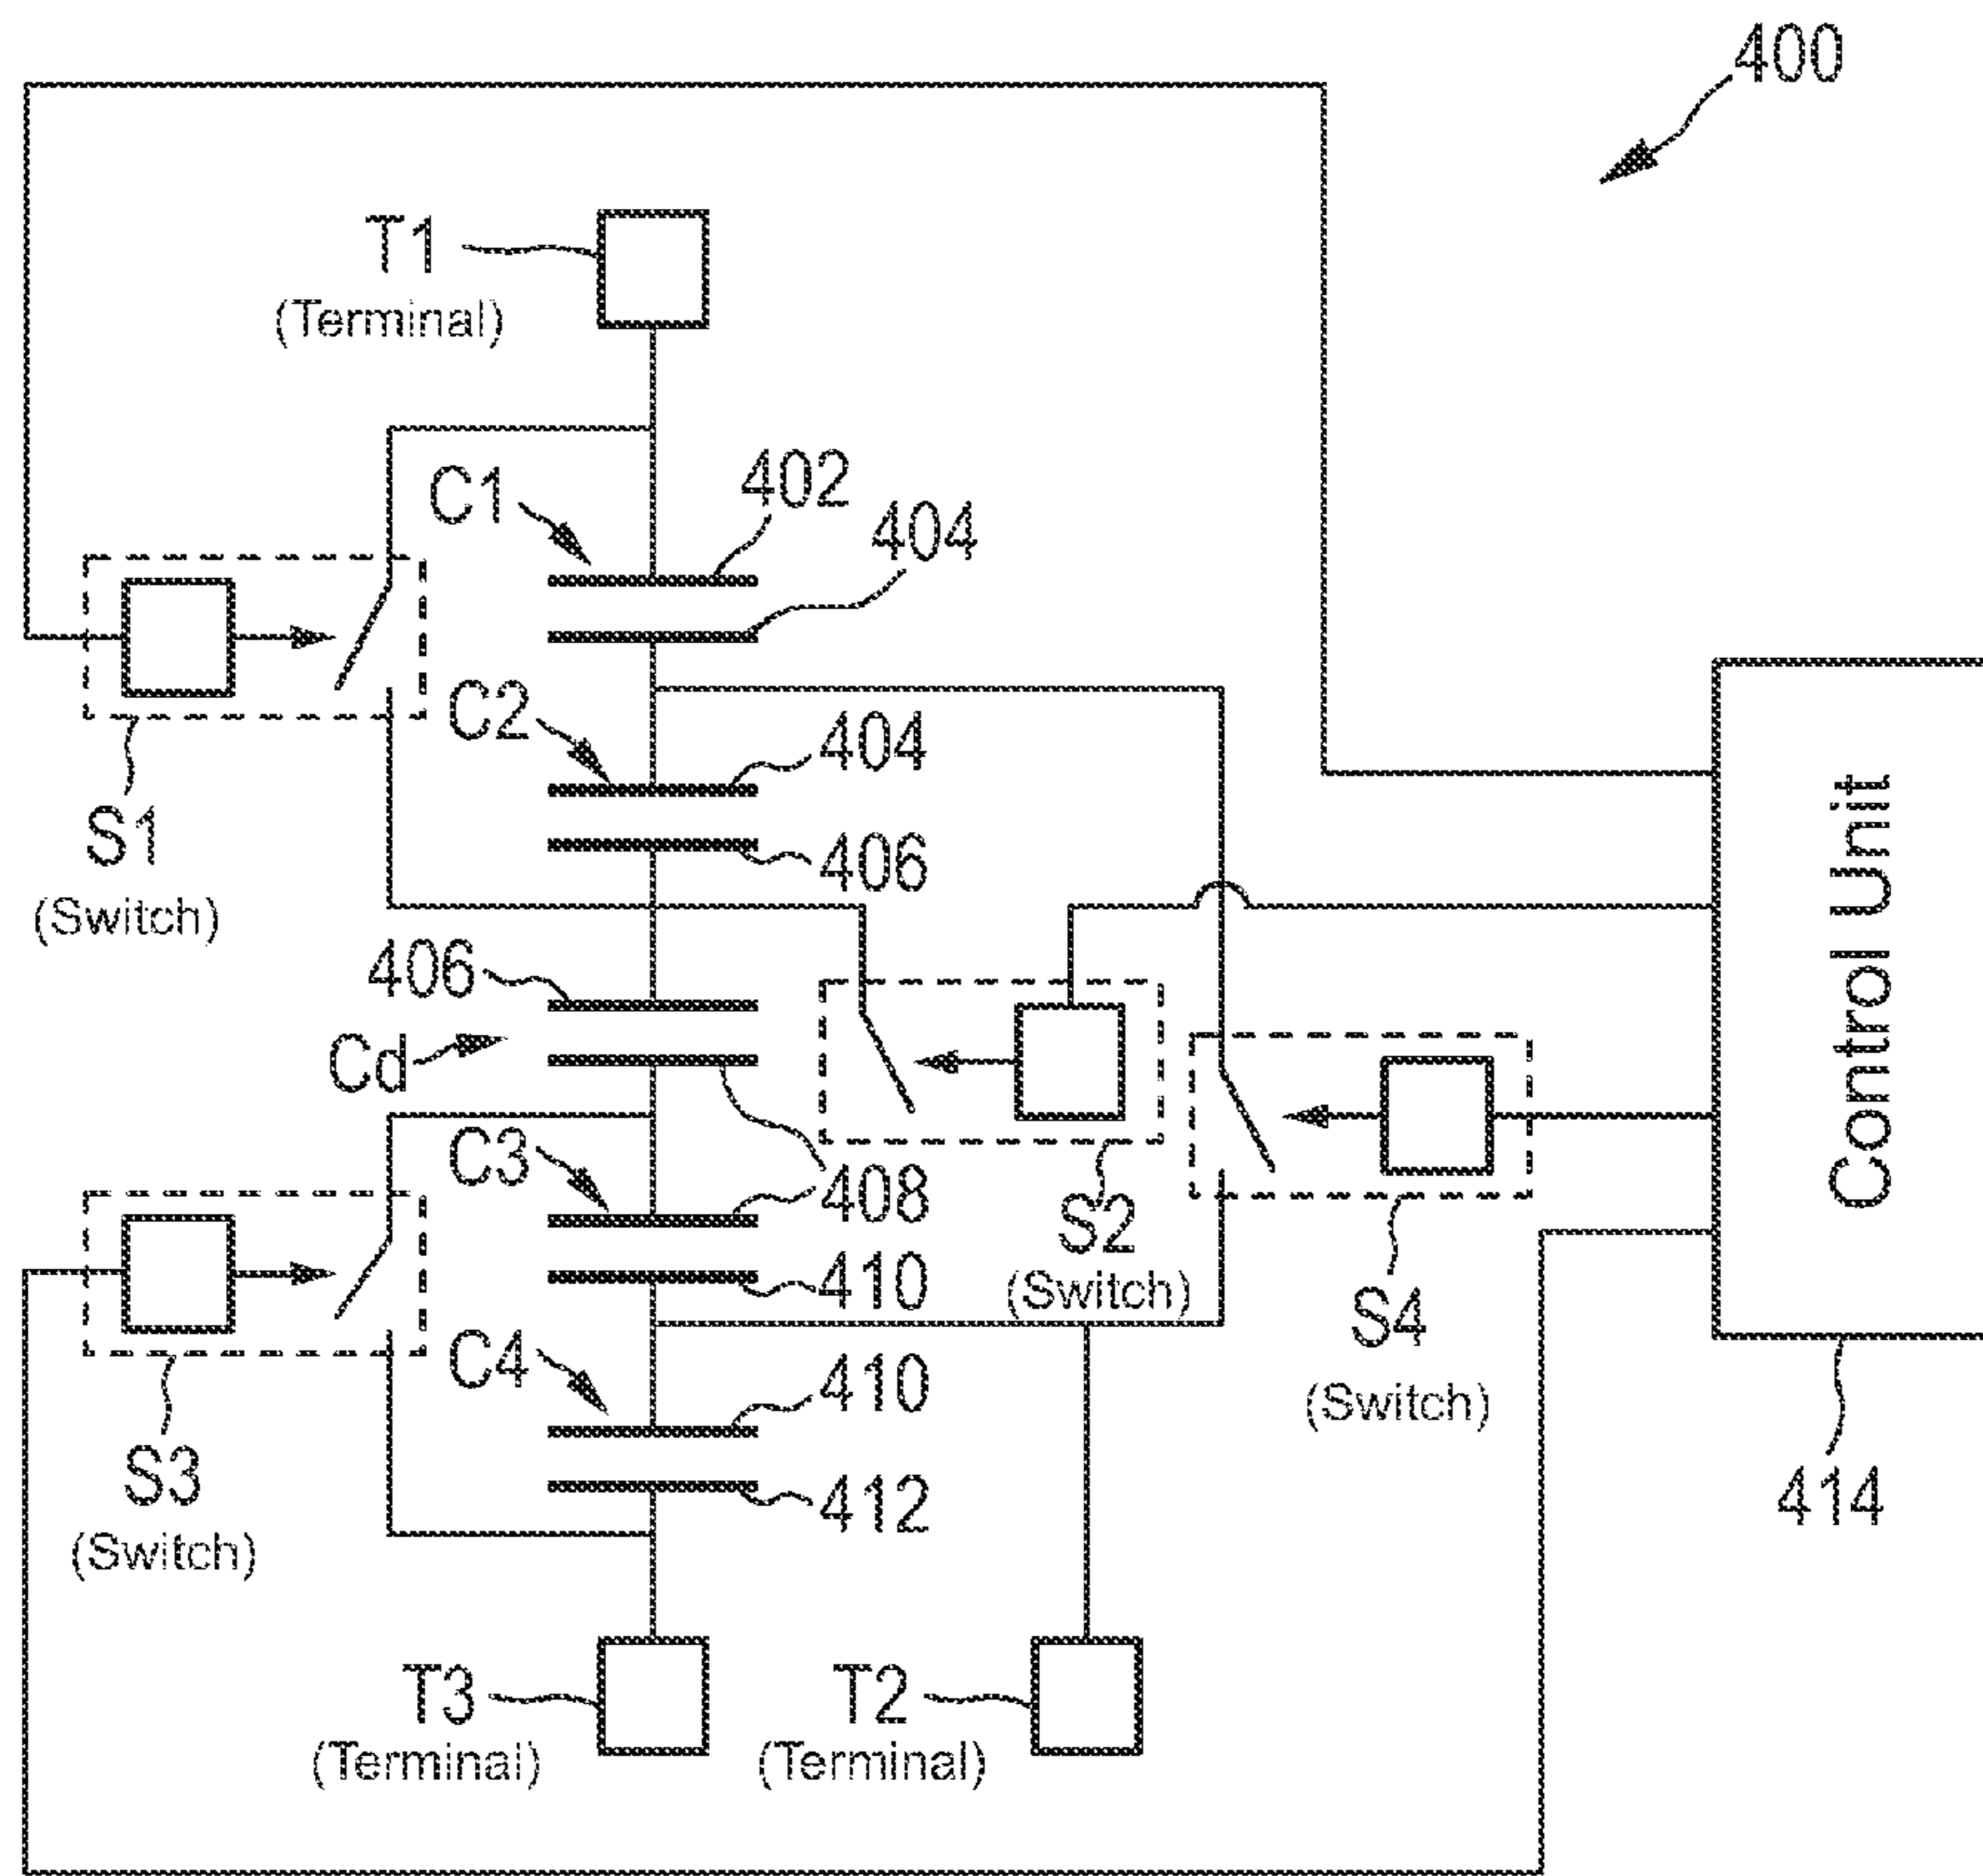 400
T1
(Terminal)
C1
402
404
C2
404
S1
(Switch)
406
406
Cd
C3
408
S2
(Switch)
410
S4
(Switch)
C4
410
S3
(Switch)
412
414
Control Unit
T3
(Terminal)
T2
(Terminal)